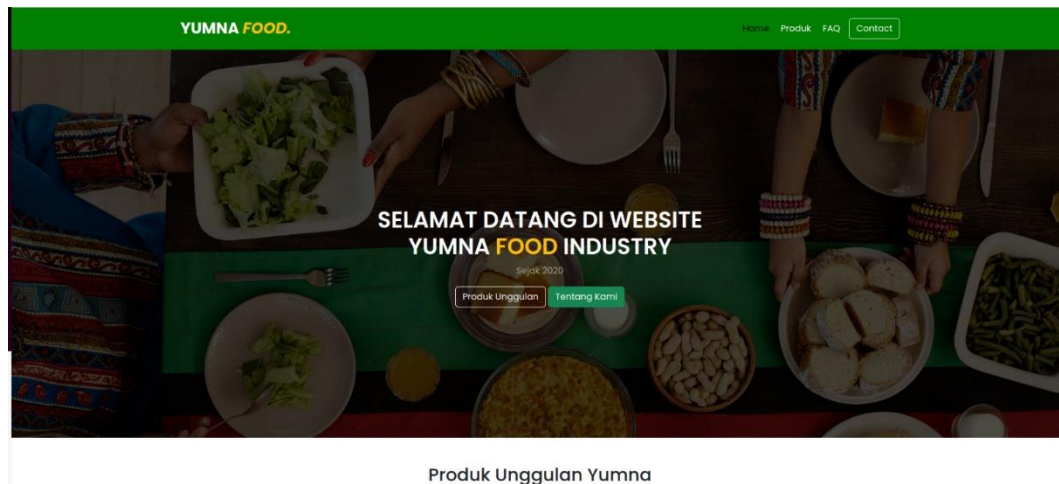 YUMNA FOOD.
Home Produk FAQ Contact
SELAMAT DATANG DI WEBSITE
YUMNA FOOD INDUSTRY
Sejak 2020
Produk Unggulan Tentang Kami
Produk Unggulan Yumna